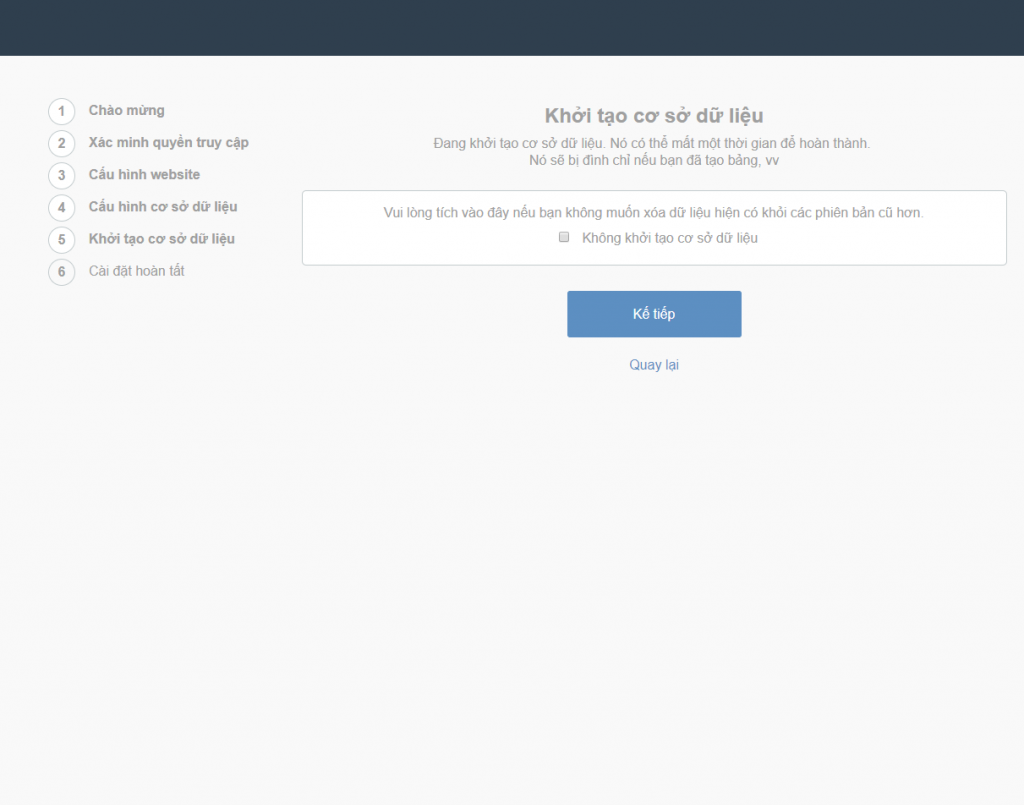 1 Chào mừng
2 Xác minh quyền truy cập
3 Cấu hình website
4 Cấu hình cơ sở dữ liệu
5 Khởi tạo cơ sở dữ liệu
6 Cài đặt hoàn tất
Khởi tạo cơ sở dữ liệu
Đang khởi tạo cơ sở dữ liệu. Nó có thể mất một thời gian để hoàn thành.
Nó sẽ bị đình chỉ nếu bạn đã tạo bảng, vv
Vui lòng tích vào đây nếu bạn không muốn xóa dữ liệu hiện có khỏi các phiên bản cũ hơn.
Không khởi tạo cơ sở dữ liệu
Kế tiếp
Quay lại